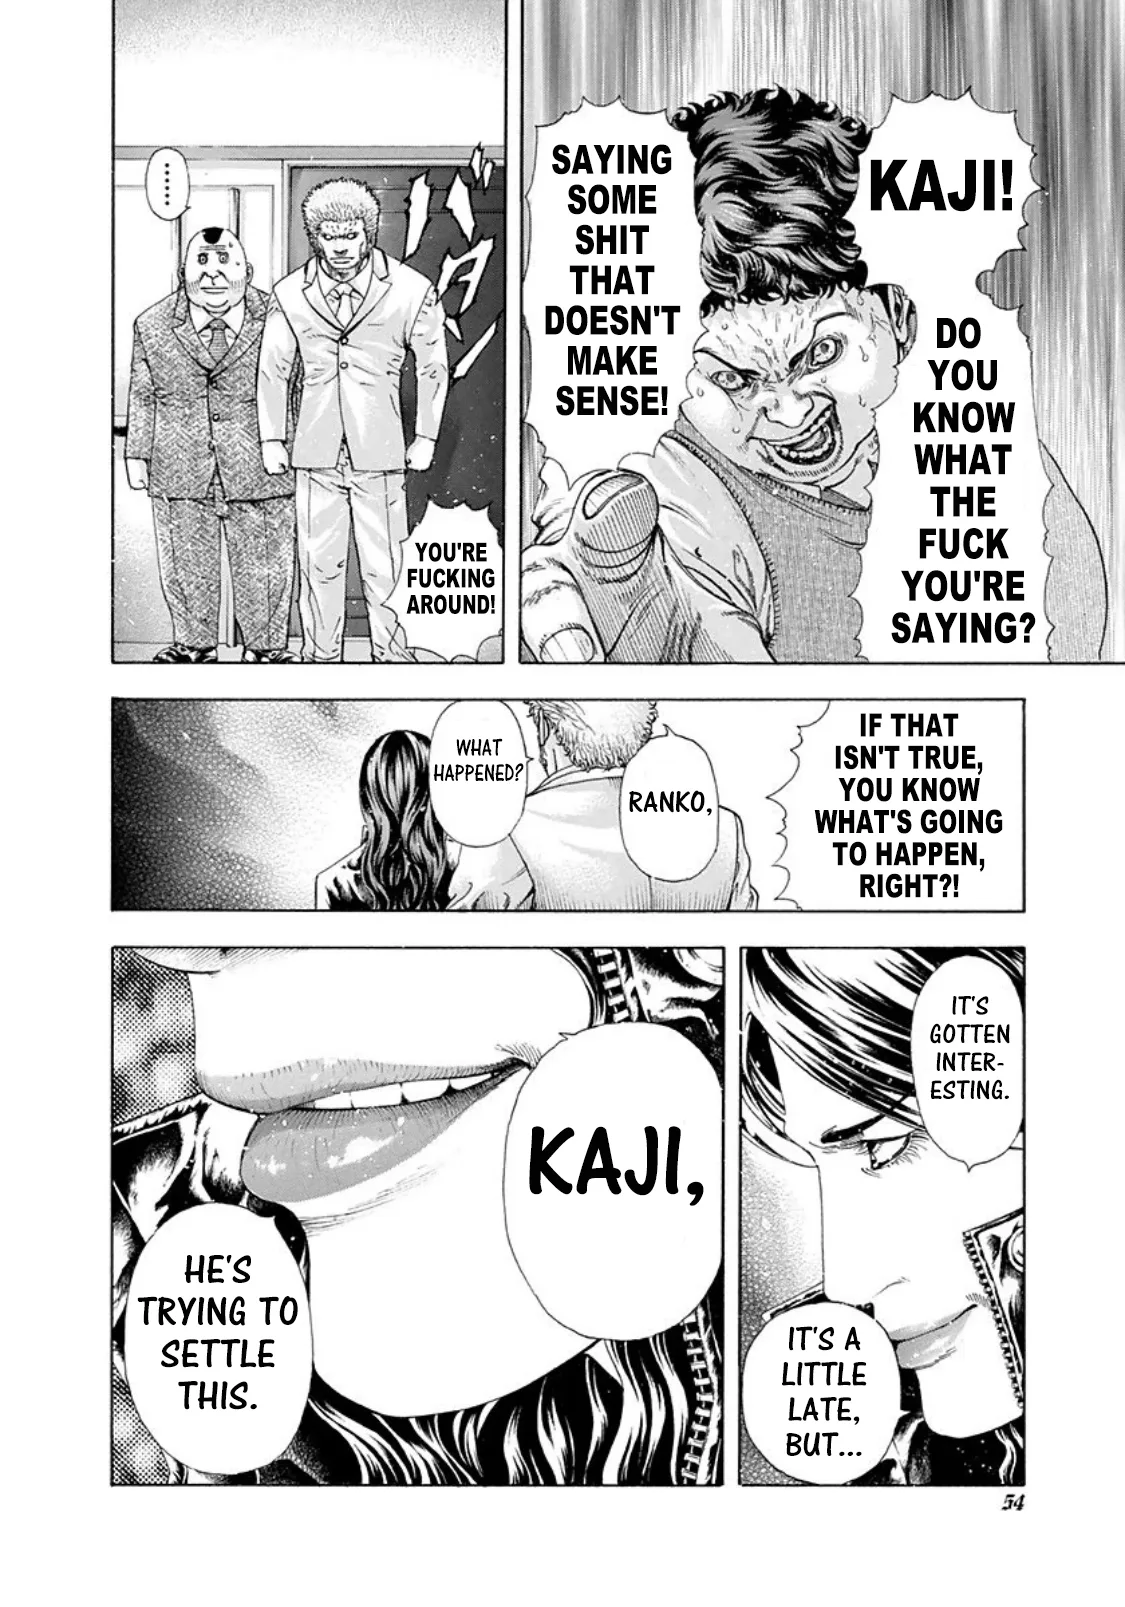 KAJI!
DO
YOU
KNOW
WHAT
THE
FUCK
YOU'RE
SAYING?
SAYING
SOME
SHIT
THAT
DOESN'T
MAKE
SENSE!
YOU'RE
FUCKING
AROUND!
IF THAT
ISN'T TRUE,
YOU KNOW
WHAT'S GOING
TO HAPPEN,
RIGHT?!
RANKO,
WHAT
HAPPENED?
IT'S
GOTTEN
INTER-
ESTING.
IT'S A
LITTLE
LATE,
BUT...
KAJI,
HE'S
TRYING TO
SETTLE
THIS.
54